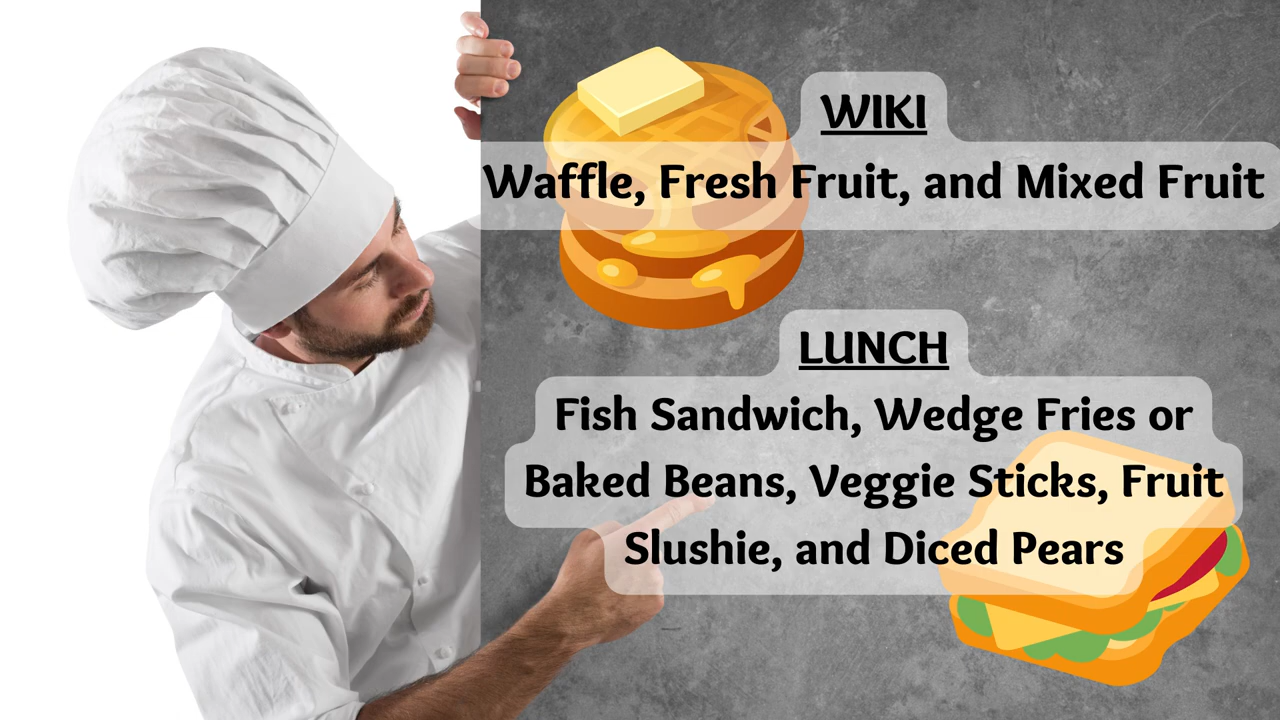 WIKI
Waffle, Fresh Fruit, and Mixed Fruit
LUNCH
Fish Sandwich, Wedge Fries or
Baked Beans, Veggie Sticks, Fruit
Slushie, and Diced Pears